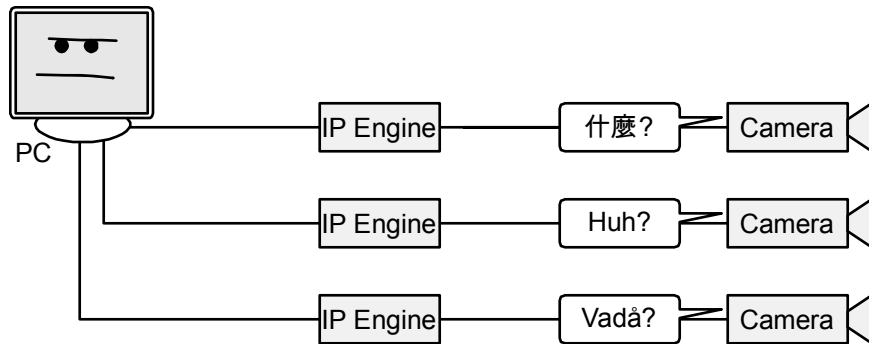 IP Engine
什麼?
Camera
PC
IP Engine
Huh?
Camera
IP Engine
Vadå?
Camera